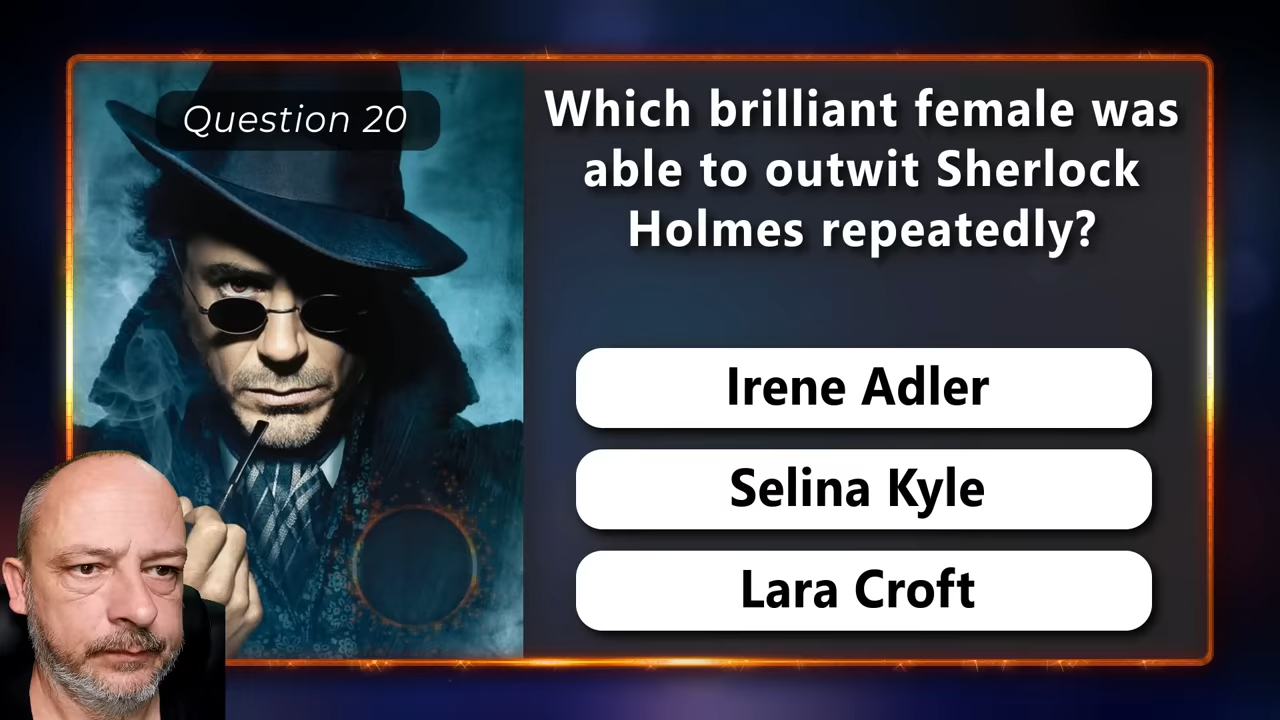 Question 20
Which brilliant female was
able to outwit Sherlock
Holmes repeatedly?
Irene Adler
Selina Kyle
Lara Croft